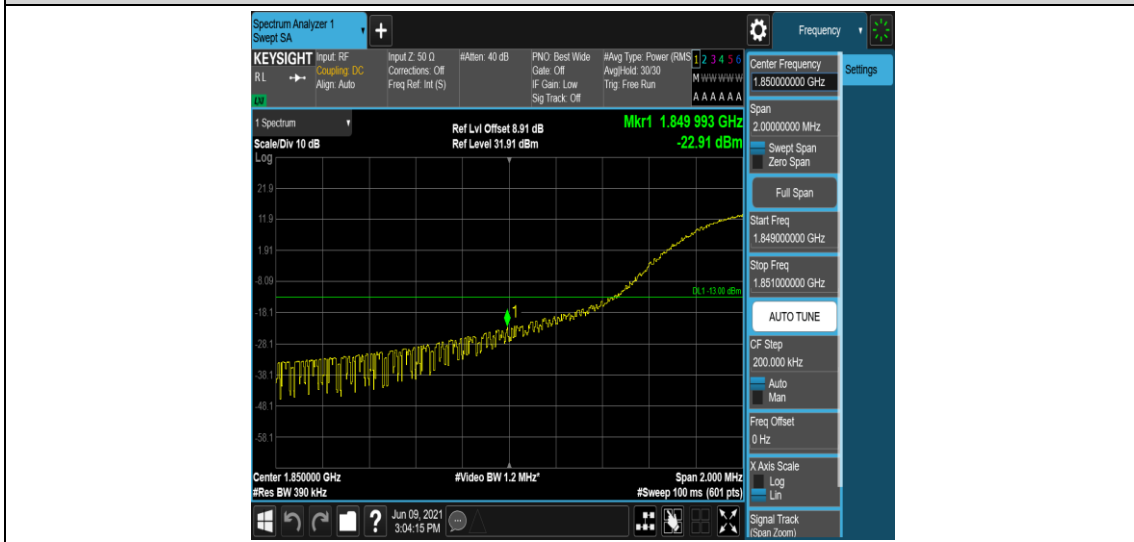 Spectrum Analyzer 1
Swept SA
+
Frequency
KEYSIGHT
RL
LXI
Input: RF
Coupling: DC
Align: Auto
Input Z: 50 Ω
Corrections: Off
Freq Ref: Int (S)
#Atten: 40 dB
PNO: Best Wide
Gate: Off
IF Gain: Low
Sig Track: Off
#Avg Type: Power (RMS
Avg|Hold: 30/30
Trig: Free Run
1 2 3 4 5 6
M W W W W W
A A A A A A
1 Spectrum
Scale/Div 10 dB
Log
Ref Lvl Offset 8.91 dB
Ref Level 31.91 dBm
Mkr1 1.849 993 GHz
-22.91 dBm
21.9
11.9
1.91
-8.09
DL1 -13.00 dBm
-18.1
1
-28.1
-38.1
-48.1
-58.1
Center 1.850000 GHz
#Res BW 390 kHz
#Video BW 1.2 MHz*
Span 2.000 MHz
#Sweep 100 ms (601 pts)
?
Jun 09, 2021
3:04:15 PM
Center Frequency
1.850000000 GHz
Settings
Span
2.00000000 MHz
Swept Span
Zero Span
Full Span
Start Freq
1.849000000 GHz
Stop Freq
1.851000000 GHz
AUTO TUNE
CF Step
200.000 kHz
Auto
Man
Freq Offset
0 Hz
X Axis Scale
Log
Lin
Signal Track
(Span Zoom)